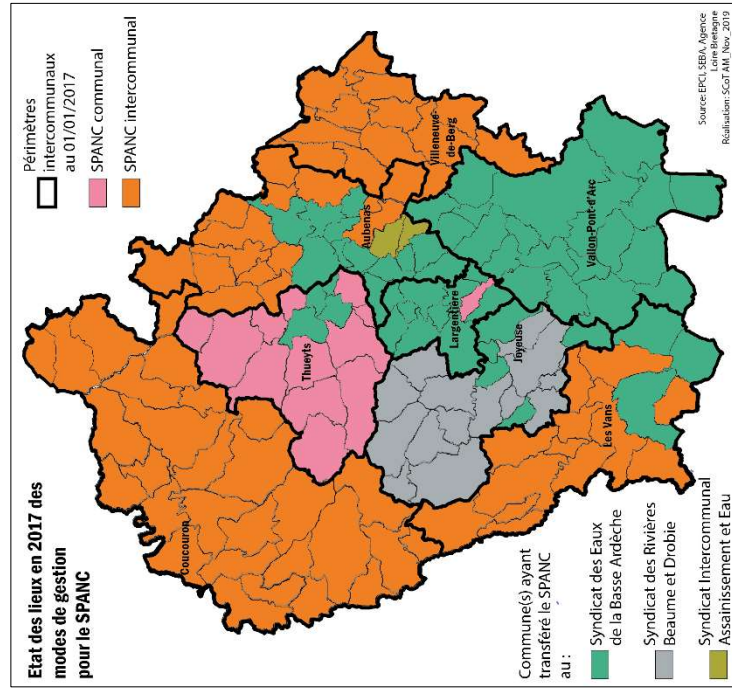 Etat des lieux en 2017 des
modes de gestion
pour le SPANC
Périmètres
intercommunaux
au 01/01/2017
SPANC communal
SPANC intercommunal
Coucouron
Thueyts
Aubenas
Villeneuve-
de-Berg
Largentière
Joyeuse
Vallon-Pont-d'Arc
Les Vans
Commune(s) ayant
transféré le SPANC
au :
Syndicat des Eaux
de la Basse Ardèche
Syndicat des Rivières
Beaume et Drobie
Syndicat Intercommunal
Assainissement et Eau
Source: EPCI, SEBA, Agence
Loire Bretagne
Réalisation: SCoT AM_Nov_2019